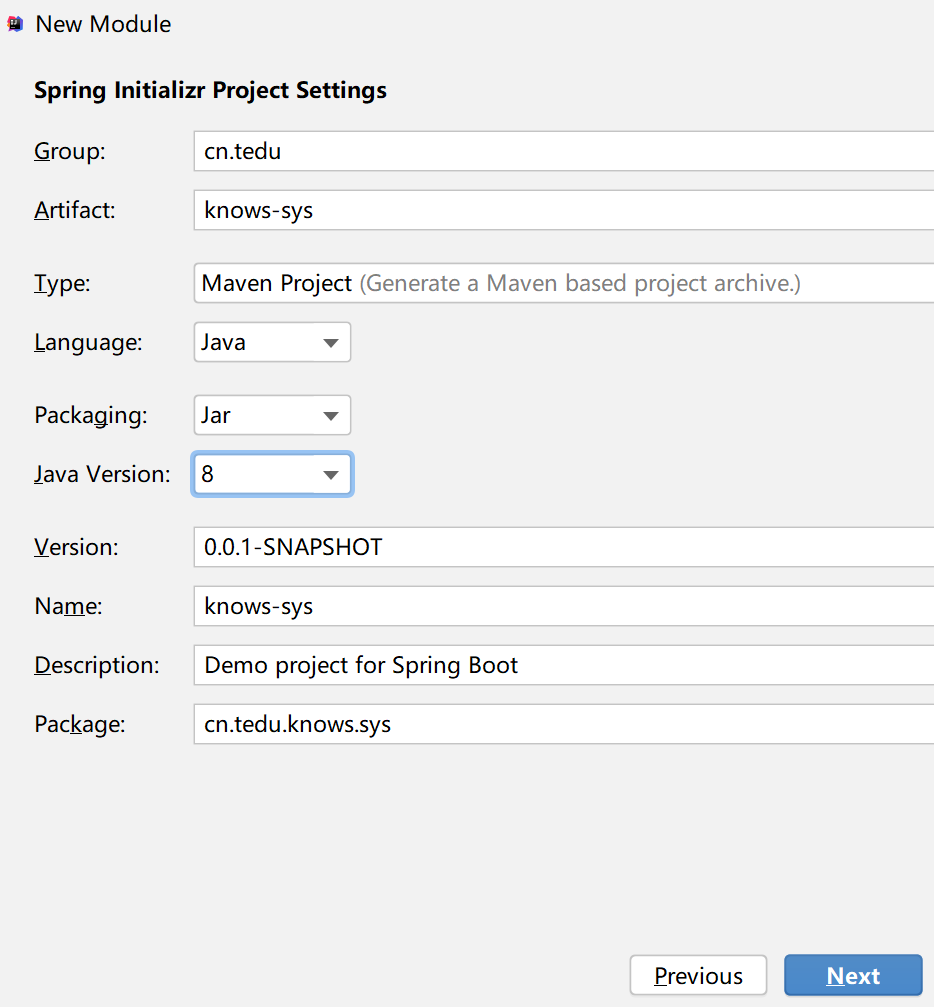 New Module
Spring Initializr Project Settings
Group: cn.tedu
Artifact: knows-sys
Type: Maven Project (Generate a Maven based project archive.)
Language: Java
Packaging: Jar
Java Version: 8
Version: 0.0.1-SNAPSHOT
Name: knows-sys
Description: Demo project for Spring Boot
Package: cn.tedu.knows.sys
Previous Next